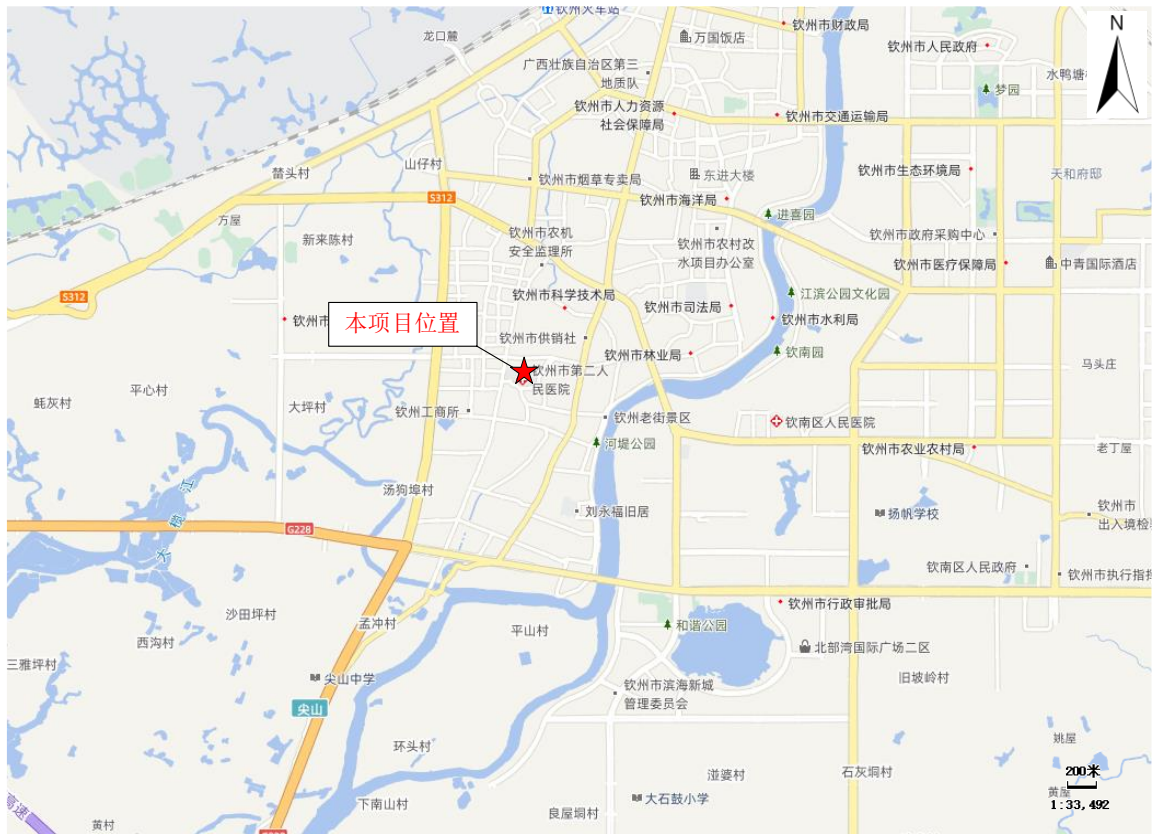 钦州火车站
龙口麓
万国饭店
钦州市财政局
钦州市人民政府
N
广西壮族自治区第三
地质队
水鸭塘
梦园
钦州市人力资源
社会保障局
钦州市交通运输局
山仔村
钦州市烟草专卖局
东进大楼
钦州市生态环境局
天和府邸
S312
钦州市海洋局
进喜园
方屋
新来陈村
钦州市农机
安全监理所
钦州市农村改
水项目办公室
钦州市政府采购中心
钦州市医疗保障局
中青国际酒店
S312
钦州市科学技术局
钦州市司法局
江滨公园文化园
钦州市
本项目位置
钦州市水利局
钦州市供销社
钦州市林业局
钦南园
马头庄
钦州市第二人
民医院
平心村
蚝灰村
大坪村
钦州工商所
钦州老街景区
钦南区人民医院
河堤公园
钦州市农业农村局
老丁屋
汤狗埠村
大榄江
刘永福旧居
扬帆学校
钦州市
出入境检
G228
钦南区人民政府
钦州市执行指挥
沙田坪村
西沟村
孟冲村
平山村
钦州市行政审批局
和谐公园
北部湾国际广场二区
三雅坪村
尖山中学
旧坡岭村
钦州市滨海新城
管理委员会
尖山
环头村
姚屋
湴婆村
石灰垌村
200米
黄屋
1:33,492
下南山村
大石鼓小学
良屋垌村
高速
黄村